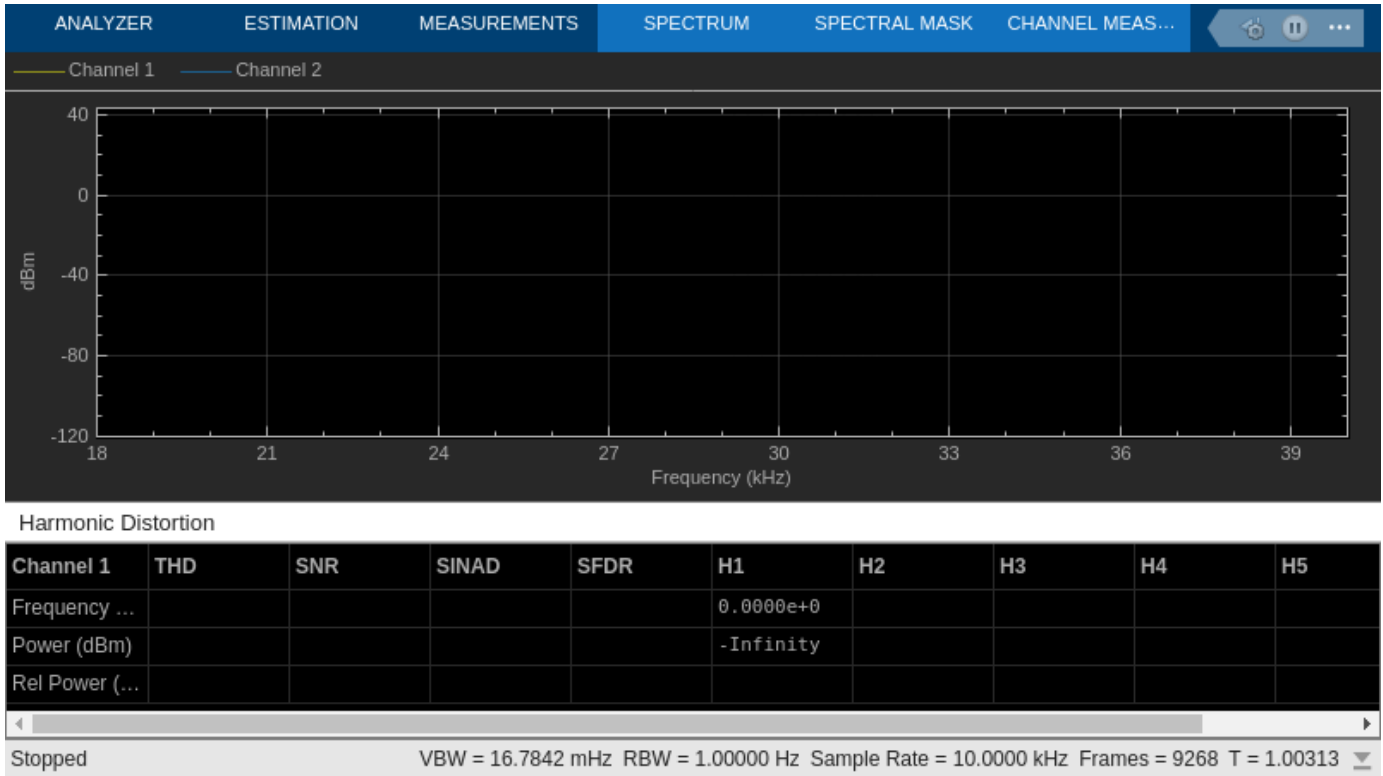 ANALYZER ESTIMATION MEASUREMENTS SPECTRUM SPECTRAL MASK CHANNEL MEAS...
Channel 1 Channel 2
40
0
-40
-80
-120
dBm
18 21 24 27 30 33 36 39
Frequency (kHz)
Harmonic Distortion
Channel 1 THD SNR SINAD SFDR H1 H2 H3 H4 H5
Frequency ... 0.0000e+0
Power (dBm) -Infinity
Rel Power (...
Stopped VBW = 16.7842 mHz RBW = 1.00000 Hz Sample Rate = 10.0000 kHz Frames = 9268 T = 1.00313